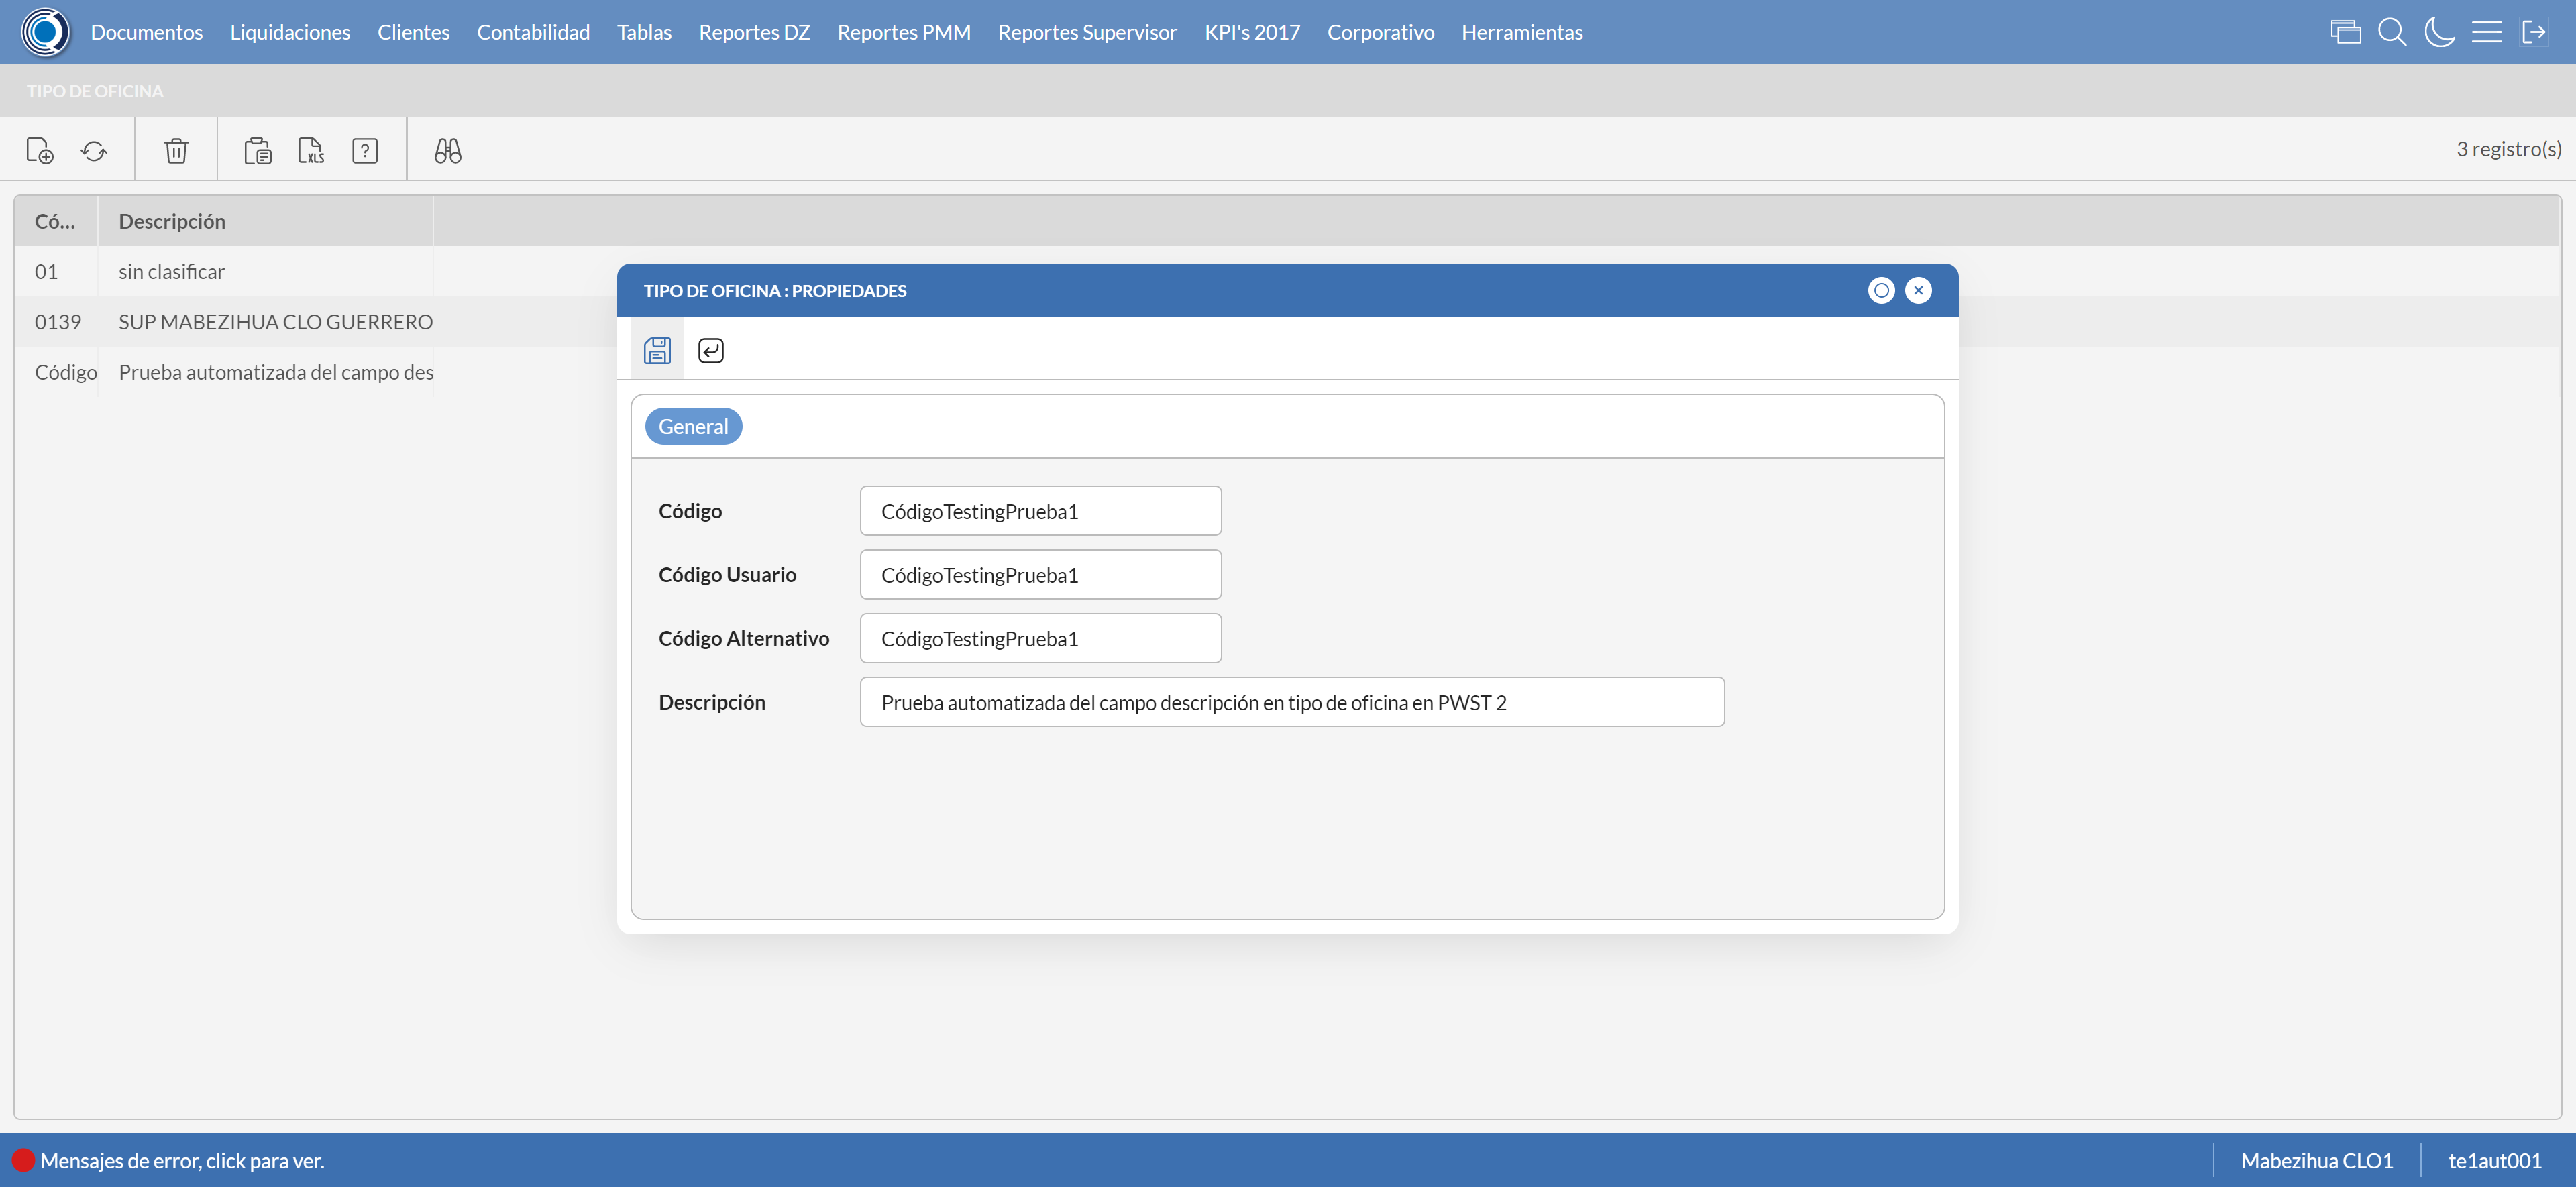 Documentos Liquidaciones Clientes Contabilidad Tablas Reportes DZ Reportes PMM Reportes Supervisor KPI's 2017 Corporativo Herramientas
TIPO DE OFICINA
XLS ? 3 registro(s)
Có... Descripción
01 sin clasificar
0139 SUP MABEZIHUA CLO GUERRERO
Código Prueba automatizada del campo des
TIPO DE OFICINA : PROPIEDADES
General
Código CódigoTestingPrueba1
Código Usuario CódigoTestingPrueba1
Código Alternativo CódigoTestingPrueba1
Descripción Prueba automatizada del campo descripción en tipo de oficina en PWST 2
Mensajes de error, click para ver. Mabezihua CLO1 te1aut001